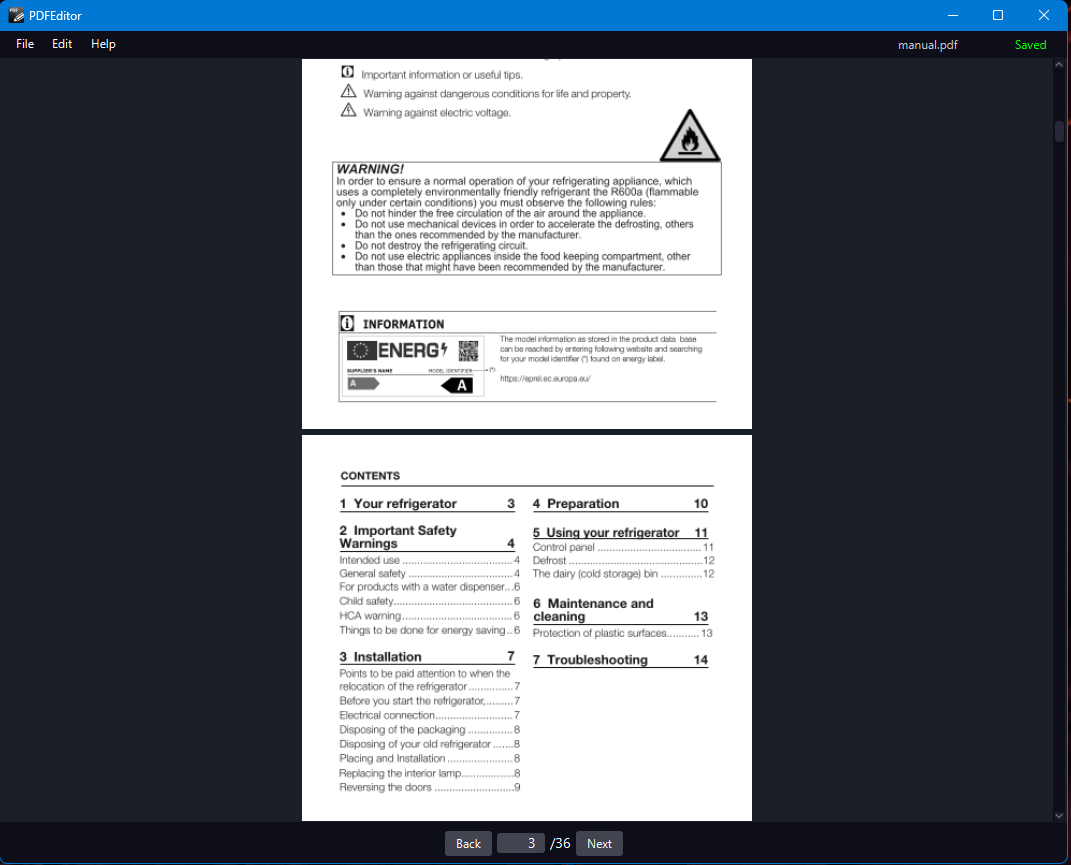 PDFEditor
File Edit Help manual.pdf Saved
Important information or useful tips.
Warning against dangerous conditions for life and property.
Warning against electric voltage.
WARNING!
In order to ensure a normal operation of your refrigerating appliance, which
uses a completely environmentally friendly refrigerant the R600a (flammable
only under certain conditions) you must observe the following rules:
• Do not hinder the free circulation of the air around the appliance.
• Do not use mechanical devices in order to accelerate the defrosting, others
than the ones recommended by the manufacturer.
• Do not destroy the refrigerating circuit.
• Do not use electric appliances inside the food keeping compartment, other
than those that might have been recommended by the manufacturer.
INFORMATION
ENERG
SUPPLIER'S NAME MODEL IDENTIFIER (*)
A
A
The model information as stored in the product data base
can be reached by entering following website and searching
for your model identifier (*) found on energy label.
https://eprel.ec.europa.eu/
CONTENTS
1 Your refrigerator 3
2 Important Safety
Warnings 4
Intended use ...................................... 4
General safety .................................... 4
For products with a water dispenser...6
Child safety......................................... 6
HCA warning...................................... 6
Things to be done for energy saving .. 6
3 Installation 7
Points to be paid attention to when the
relocation of the refrigerator ............... 7
Before you start the refrigerator,......... 7
Electrical connection.......................... 7
Disposing of the packaging ............... 8
Disposing of your old refrigerator .......8
Placing and Installation ...................... 8
Replacing the interior lamp..................8
Reversing the doors ...........................9
4 Preparation 10
5 Using your refrigerator 11
Control panel ................................... 11
Defrost .............................................12
The dairy (cold storage) bin ..............12
6 Maintenance and
cleaning 13
Protection of plastic surfaces........... 13
7 Troubleshooting 14
Back 3 /36 Next